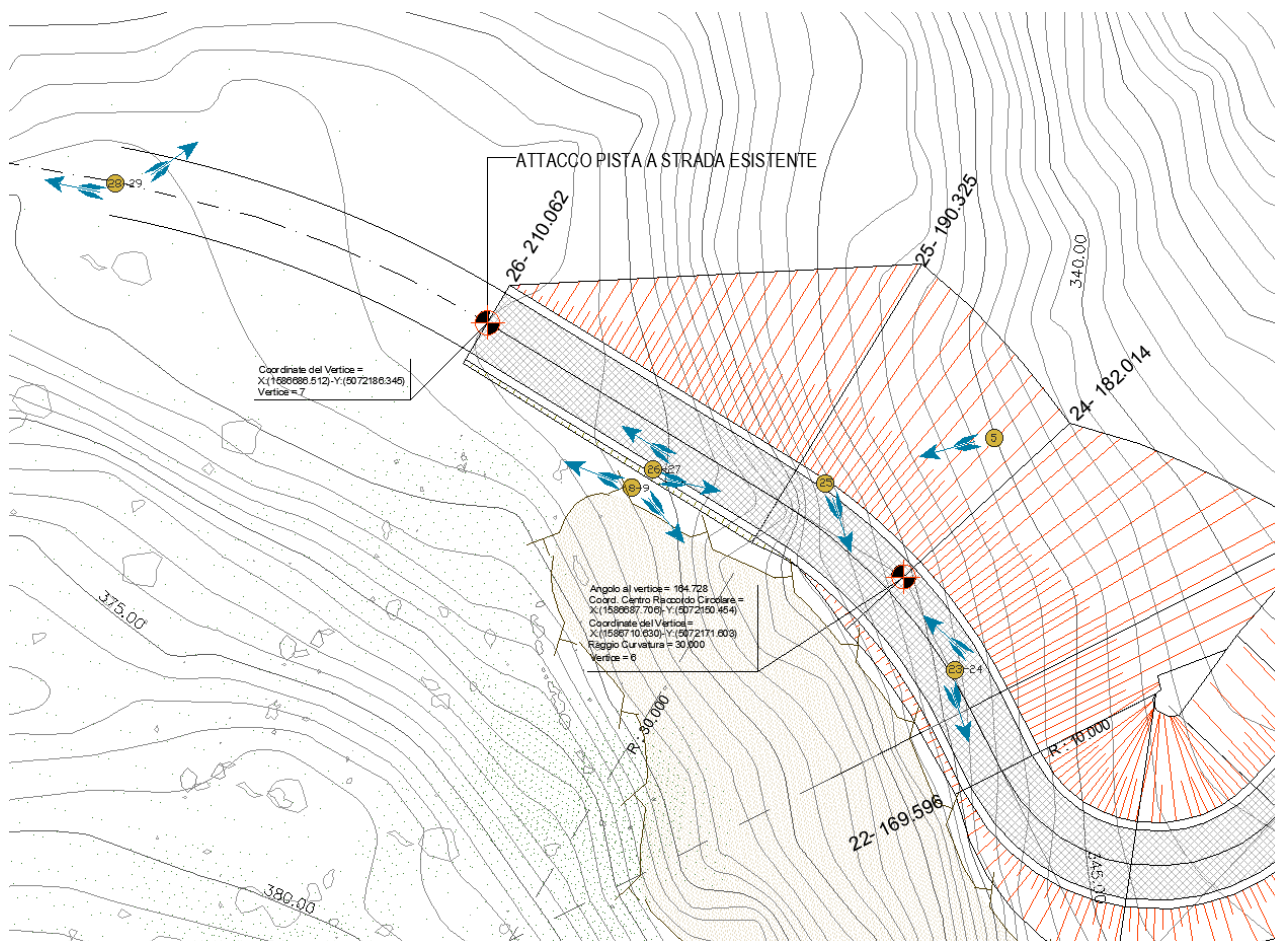 ATTACCO PISTA A STRADA ESISTENTE
28-29
26- 210.062
25- 190.325
340.00
24- 182.014
Coordinate del Vertice =
X:(1586686.512)-Y:(5072186.345)
Vertice = 7
5
26-27
25
8-9
375.00
Angolo al vertice = 164.728
Coord. Centro Raccordo Circolare =
X:(1586687.706)-Y:(5072150.454)
Coordinate del Vertice =
X:(1586710.630)-Y:(5072171.603)
Raggio Curvatura = 30.000
Vertice = 6
23-24
R : 30.000
R : 10.000
22- 169.596
345.00
380.00